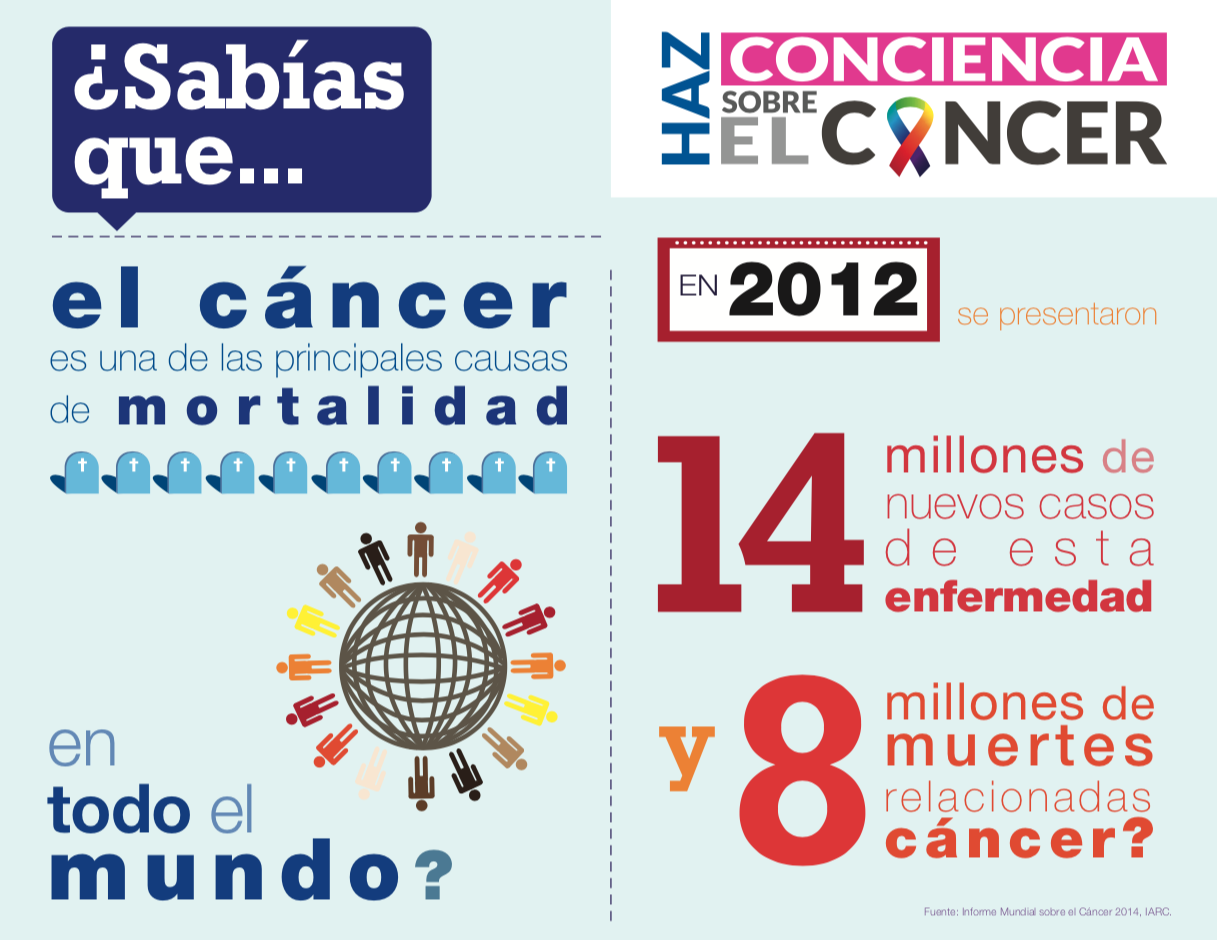 ¿Sabías
que...
el cáncer
es una de las principales causas
de mortalidad
en
todo el
mundo?
HAZ
CONCIENCIA
SOBRE
EL CÁNCER
EN 2012
se presentaron
14
millones de
nuevos casos
de esta
enfermedad
y 8
millones de
muertes
relacionadas
cáncer?
Fuente: Informe Mundial sobre el Cáncer 2014, IARC.